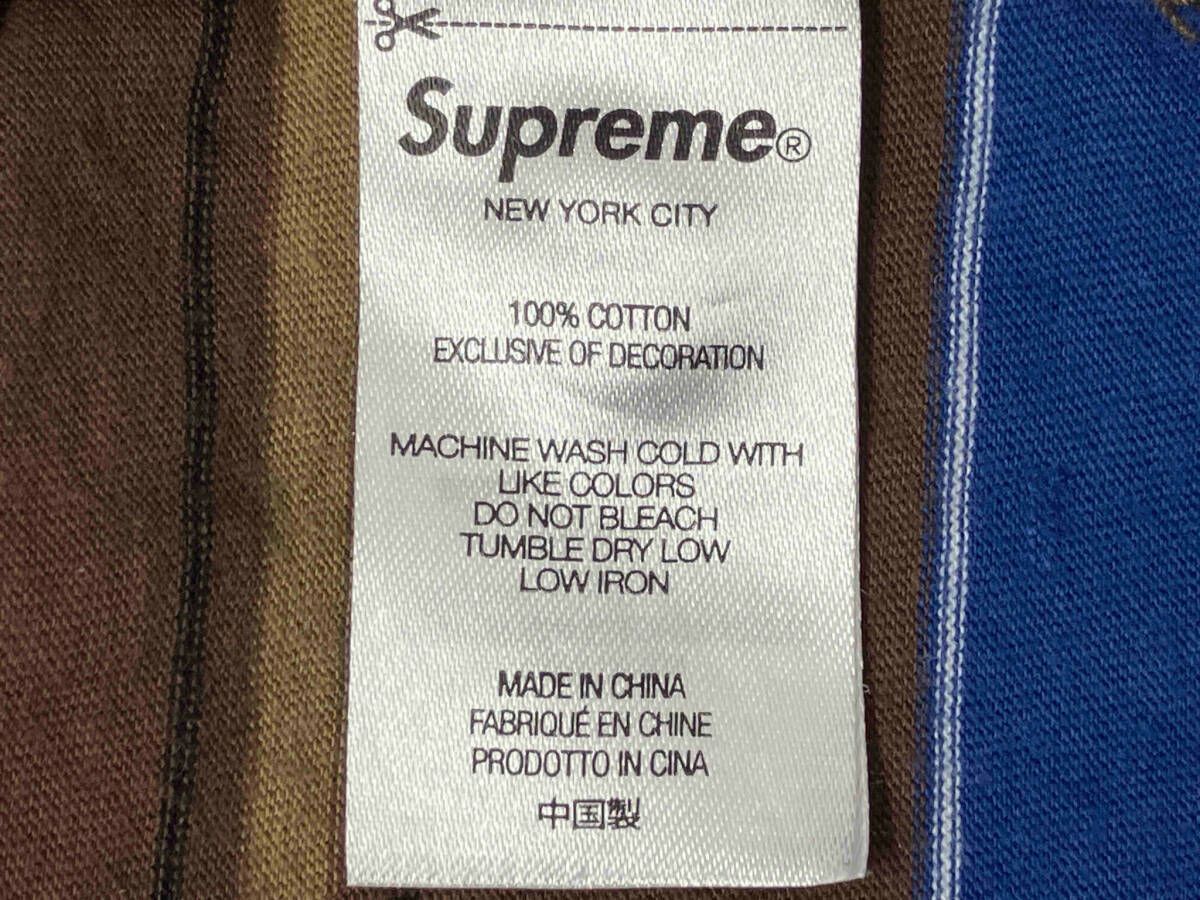 Supreme®
NEW YORK CITY
100% COTTON
EXCLUSIVE OF DECORATION
MACHINE WASH COLD WITH
LIKE COLORS
DO NOT BLEACH
TUMBLE DRY LOW
LOW IRON
MADE IN CHINA
FABRIQUÉ EN CHINE
PRODOTTO IN CINA
中国製